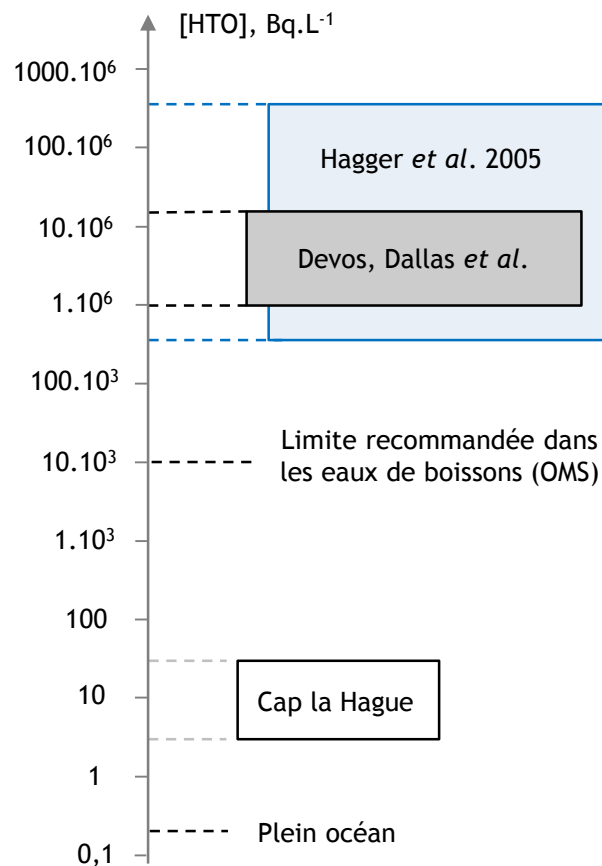 [HTO], Bq.L⁻¹
1000.10⁶
100.10⁶
Hagger et al. 2005
10.10⁶
Devos, Dallas et al.
1.10⁶
100.10³
Limite recommandée dans
10.10³
les eaux de boissons (OMS)
1.10³
100
10
Cap la Hague
1
Plein océan
0,1